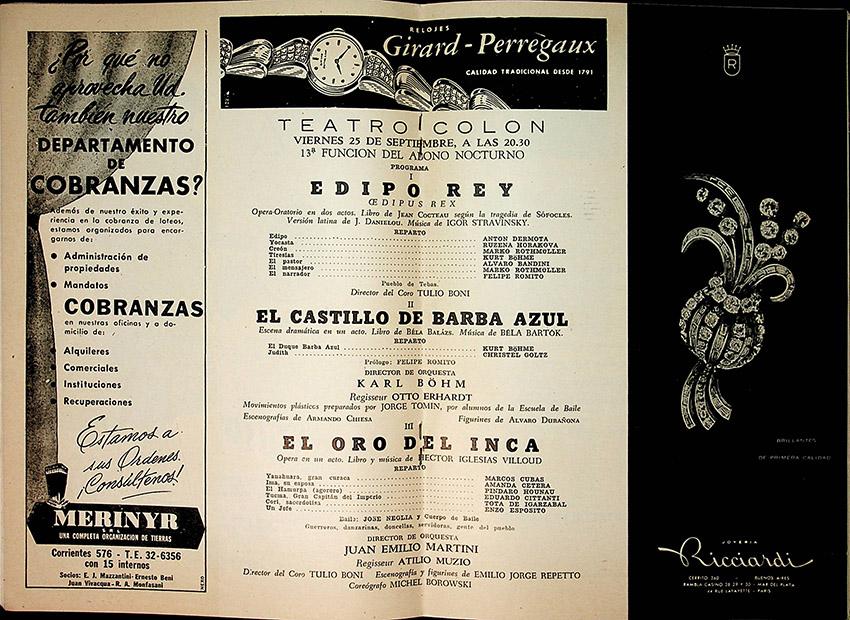 ¿Por qué no
aprovecha Ud.
también nuestro
DEPARTAMENTO
DE
COBRANZAS?
Además de nuestro éxito y expe-
riencia en la cobranza de loteos,
estamos organizados para encar-
garnos de:
• Administración de
propiedades
• Mandatos
COBRANZAS
en nuestras oficinas y a do-
micilio de:
• Alquileres
Comerciales
• Instituciones
• Recuperaciones
Estamos a
sus Ordenes.
¡Consúltenos!
MERINYR
S.R.L.
UNA COMPLETA ORGANIZACION DE TIERRAS
Corrientes 576 - T.E. 32-6356
con 15 internos
Socios: E. J. Mazzantini - Ernesto Beni
Juan Vivacqua - R. A. Monfasani
RELOJES
Girard-Perregaux
CALIDAD TRADICIONAL DESDE 1791
TEATRO COLON
VIERNES 25 DE SEPTIEMBRE, A LAS 20.30
13ª FUNCION DEL ABONO NOCTURNO
PROGRAMA
I
EDIPO REY
ŒDIPUS REX
Opera-Oratorio en dos actos. Libro de JEAN COCTEAU según la tragedia de SÓFOCLES.
Versión latina de J. DANIELOU. Música de IGOR STRAVINSKY.
REPARTO
Edipo ANTON DERMOTA
Yocasta RUZENA HORAKOVA
Creón MARKO ROTHMOLLER
Tiresias KURT BÖHME
El pastor ALVARO BANDINI
El mensajero MARKO ROTHMOLLER
El narrador FELIPE ROMITO
Pueblo de Tebas.
Director del Coro TULIO BONI
II
EL CASTILLO DE BARBA AZUL
Escena dramática en un acto. Libro de BÉLA BALÁZS. Música de BÉLA BARTOK.
REPARTO
El Duque Barba Azul KURT BÖHME
Judith CHRISTEL GOLTZ
Prólogo: FELIPE ROMITO
DIRECTOR DE ORQUESTA
KARL BÖHM
Regisseur OTTO ERHARDT
Movimientos plásticos preparados por JORGE TOMIN, por alumnos de la Escuela de Baile
Escenografías de ARMANDO CHIESA Figurines de ALVARO DURAÑONA
III
EL ORO DEL INCA
Opera en un acto. Libro y música de HECTOR IGLESIAS VILLOUD
REPARTO
Yanahuara, gran curaca MARCOS CUBAS
Ima, su esposa AMANDA CETERA
El Hamurpa (agorero) PINDARO HOUNAU
Tucma, Gran Capitán del Imperio EDUARDO CITTANTI
Cori, sacerdotisa TOTA DE IGARZABAL
Un Jefe ENZO ESPOSITO
Baile: JOSE NEGLIA y Cuerpo de Baile
Guerreros, danzarinas, doncellas, servidoras, gente del pueblo
DIRECTOR DE ORQUESTA
JUAN EMILIO MARTINI
Regisseur ATILIO MUZIO
Director del Coro TULIO BONI Escenografía y figurines de EMILIO JORGE REPETTO
Coreógrafo MICHEL BOROWSKI
R
BRILLANTES
DE PRIMERA CALIDAD
JOYERIA
Ricciardi
CERRITO 260 - BUENOS AIRES
RAMBLA CASINO 28 29 Y 30 - MAR DEL PLATA
44 RUE LAFAYETTE - PARIS